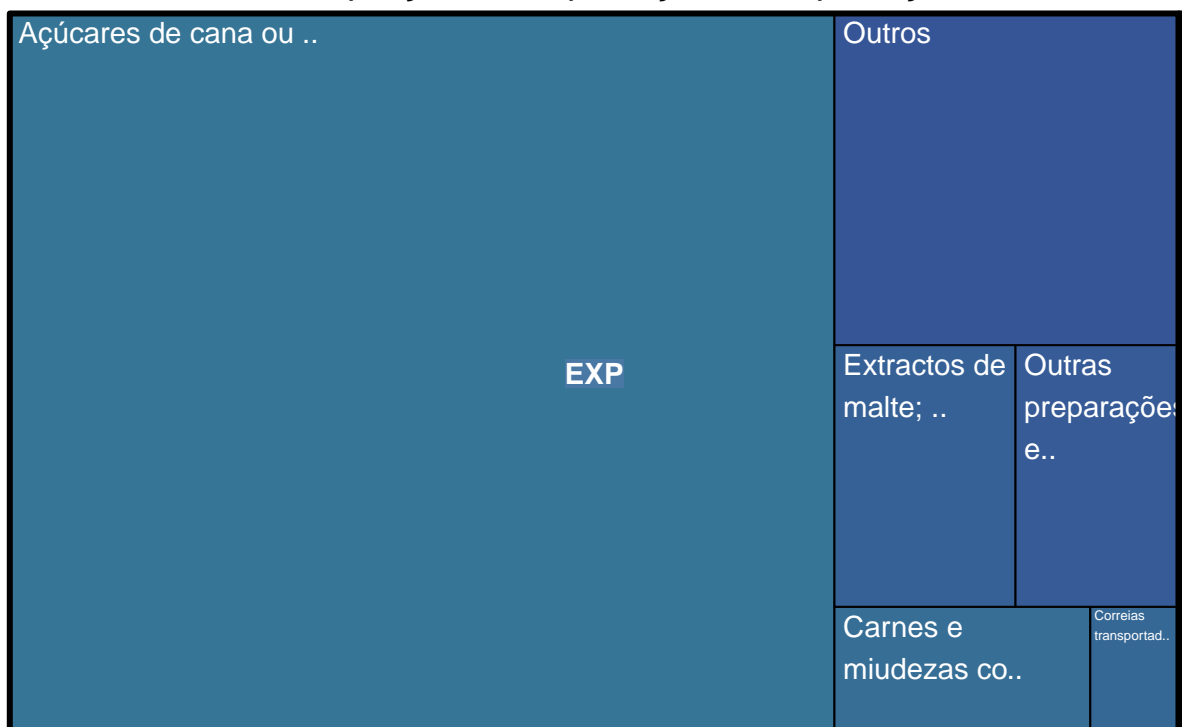 Açúcares de cana ou ..
Outros
EXP
Extractos de
malte; ..
Outras
preparações
e..
Carnes e
miudezas co..
Correias
transportad..